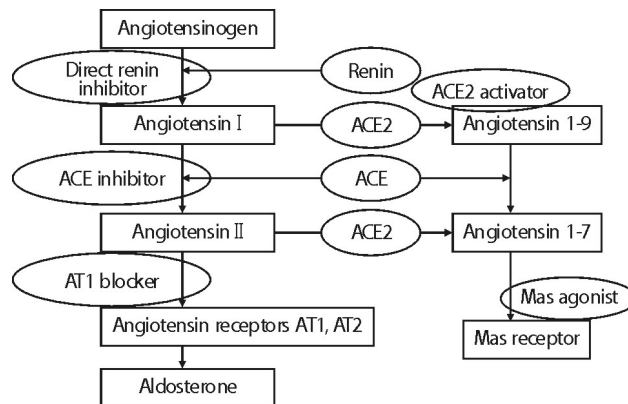 Angiotensinogen
Direct renin
inhibitor
Renin
ACE2 activator
Angiotensin I
ACE2
Angiotensin 1-9
ACE inhibitor
ACE
Angiotensin II
ACE2
Angiotensin 1-7
AT1 blocker
Mas agonist
Angiotensin receptors AT1, AT2
Mas receptor
Aldosterone